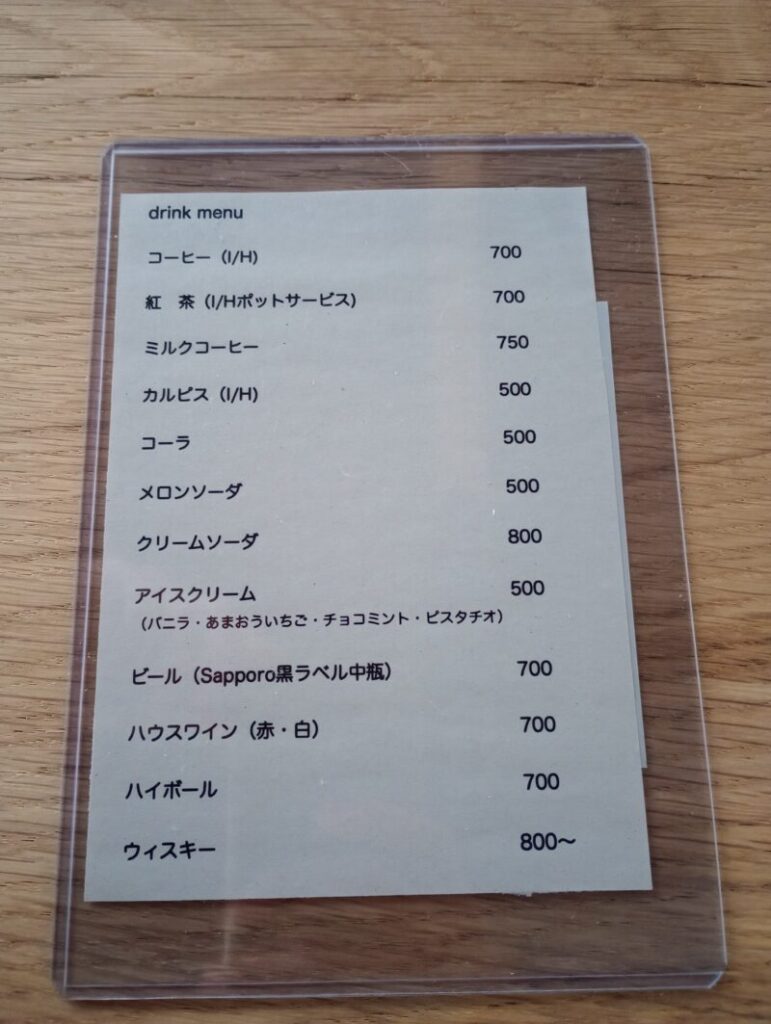 drink menu
コーヒー（I/H) 700
紅　茶（I/Hポットサービス) 700
ミルクコーヒー 750
カルピス（I/H) 500
コーラ 500
メロンソーダ 500
クリームソーダ 800
アイスクリーム 500
（バニラ・あまおういちご・チョコミント・ピスタチオ）
ビール（Sapporo黒ラベル中瓶） 700
ハウスワイン（赤・白） 700
ハイボール 700
ウィスキー 800〜